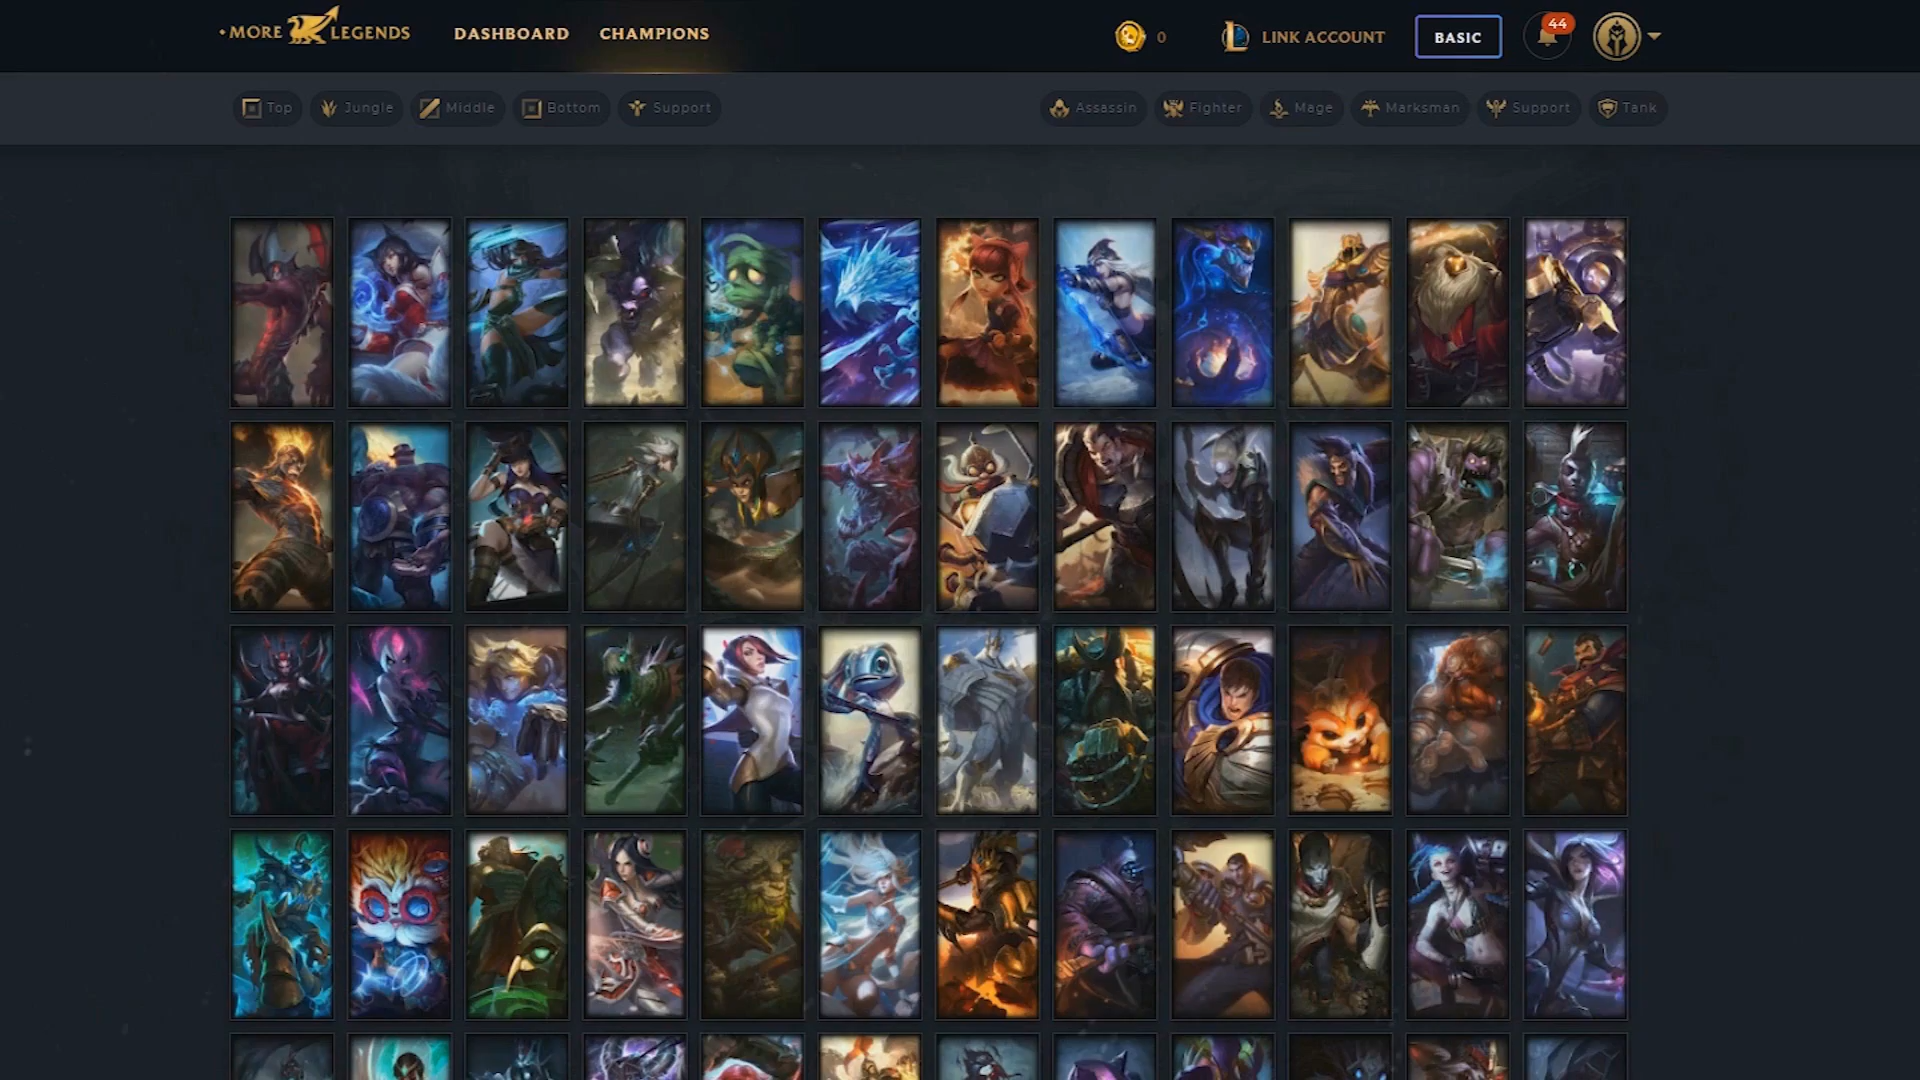 MORE LEGENDS DASHBOARD CHAMPIONS 0 LINK ACCOUNT BASIC 44
Top Jungle Middle Bottom Support Assassin Fighter Mage Marksman Support Tank